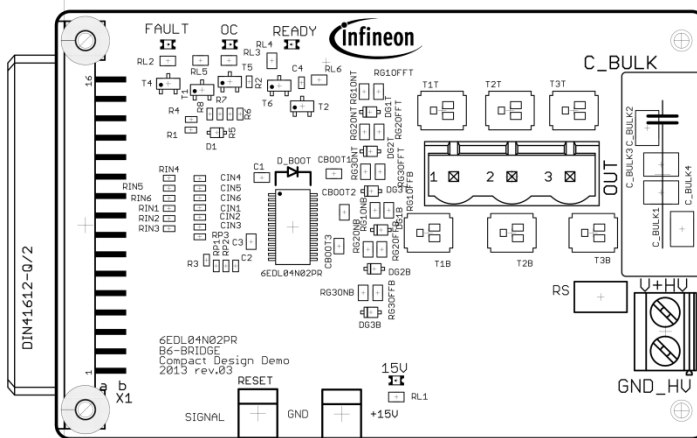 FAULT OC READY
infineon
RL2 RL5 RL3 RL4 RL6 C4
T4 T1 T5 R2 T6 T2
R8 R7 R6 R5
R4 R1 D1
RG1ONT RG1OFFT
RG2ONT DG1T RG2OFFT
DG2T
RG3ONT RG3OFFT
DG3T
T1T T2T T3T
C_BULK
C_BULK2
C_BULK3
C_BULK4
C_BULK1
OUT
1 2 3
D_BOOT
C1 CBOOT1
CBOOT2
CBOOT3
RIN4 CIN4
RIN5 CIN5
RIN6 CIN6
RIN1 CIN1
RIN2 CIN2
RIN3 CIN3
RP3
RP1 RP2 C3
R3 C2
6EDL04N02PR
RG1ONB RG1OFFB
DG1B
RG2ONB RG2OFFB
DG2B
RG3ONB RG3OFFB
DG3B
T1B T2B T3B
RS
V+HV
GND_HV
DIN41612-Q/2
16
1
a b
X1
6EDL04N02PR
B6-BRIDGE
Compact Design Demo
2013 rev.03
RESET
SIGNAL GND +15V
15V
RL1